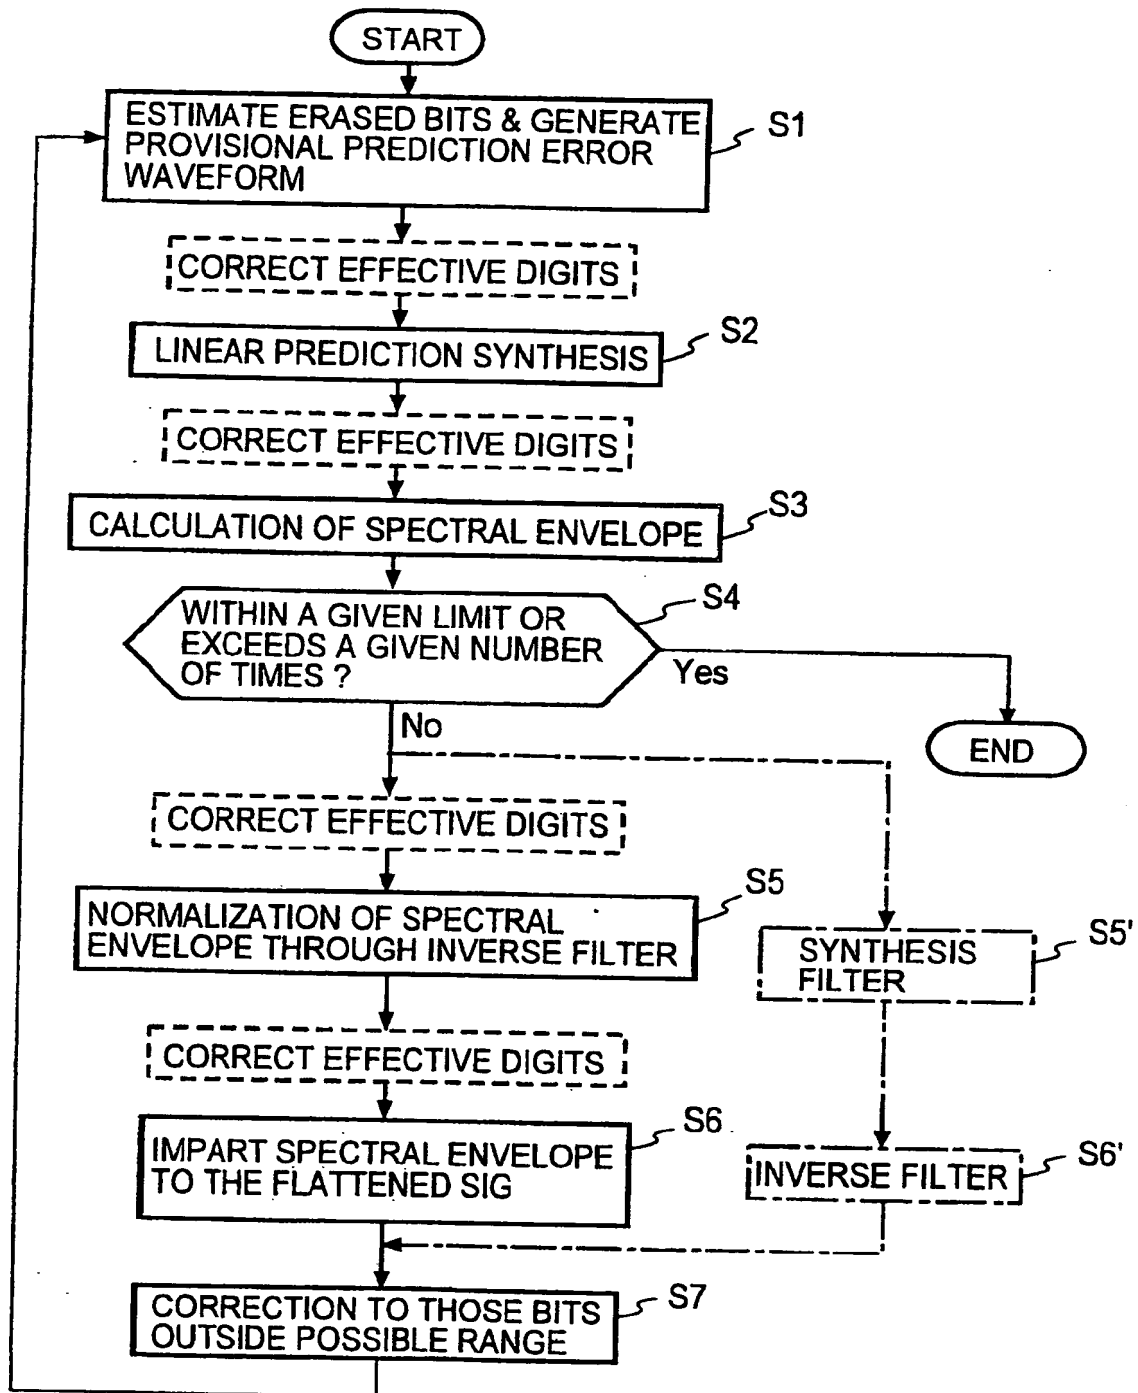 START
ESTIMATE ERASED BITS & GENERATE
PROVISIONAL PREDICTION ERROR
WAVEFORM
S1
CORRECT EFFECTIVE DIGITS
LINEAR PREDICTION SYNTHESIS
S2
CORRECT EFFECTIVE DIGITS
CALCULATION OF SPECTRAL ENVELOPE
S3
WITHIN A GIVEN LIMIT OR
EXCEEDS A GIVEN NUMBER
OF TIMES ?
S4
Yes
No
END
CORRECT EFFECTIVE DIGITS
NORMALIZATION OF SPECTRAL
ENVELOPE THROUGH INVERSE FILTER
S5
SYNTHESIS
FILTER
S5'
CORRECT EFFECTIVE DIGITS
IMPART SPECTRAL ENVELOPE
TO THE FLATTENED SIG
S6
INVERSE FILTER
S6'
CORRECTION TO THOSE BITS
OUTSIDE POSSIBLE RANGE
S7